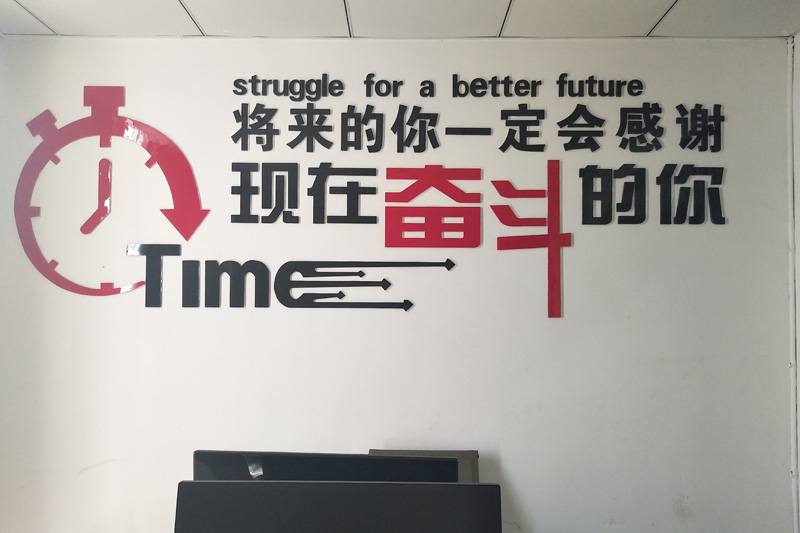 struggle for a better future
将来的你一定会感谢
现在奋斗的你
Time